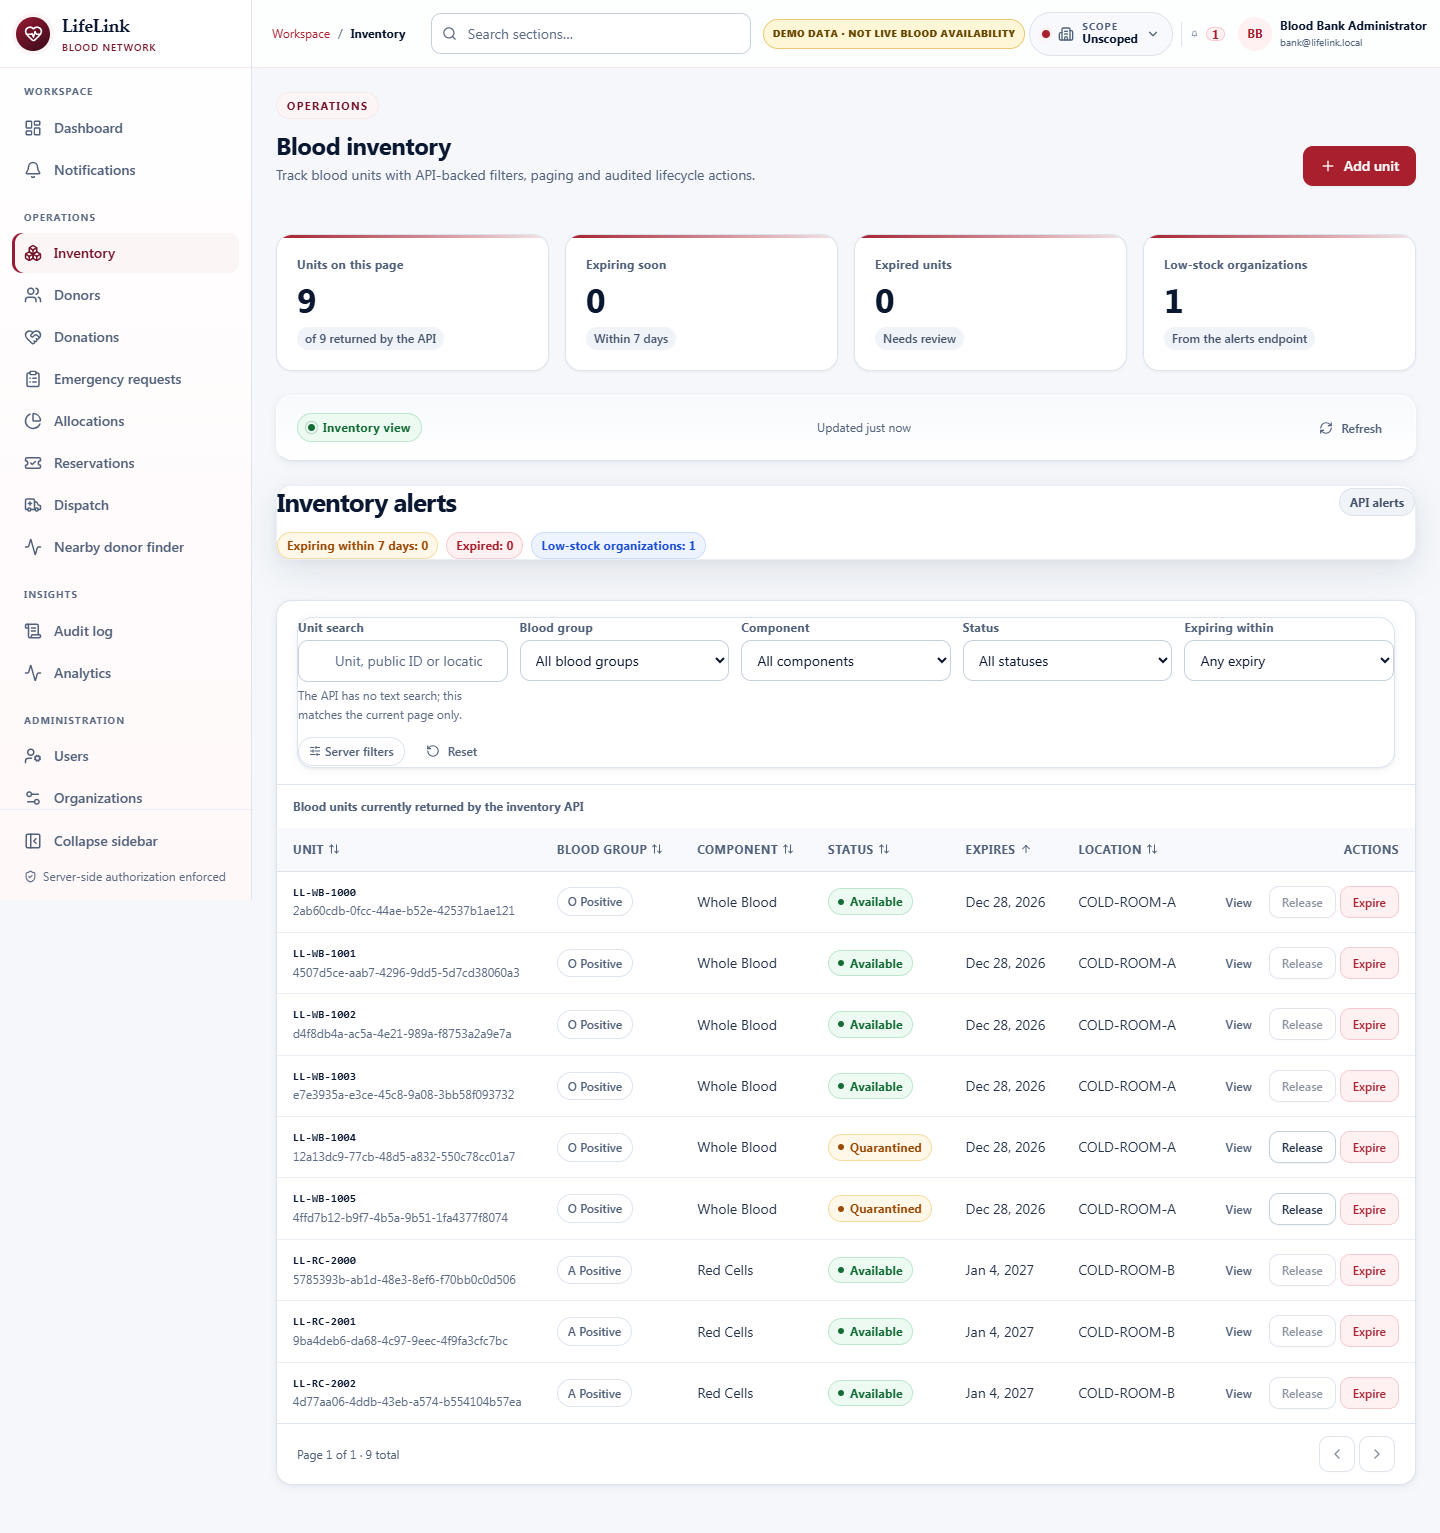 LifeLink
BLOOD NETWORK
Workspace / Inventory
Search sections...
DEMO DATA · NOT LIVE BLOOD AVAILABILITY
SCOPE
Unscoped
1
BB
Blood Bank Administrator
bank@lifelink.local
WORKSPACE
Dashboard
Notifications
OPERATIONS
Inventory
Donors
Donations
Emergency requests
Allocations
Reservations
Dispatch
Nearby donor finder
INSIGHTS
Audit log
Analytics
ADMINISTRATION
Users
Organizations
Collapse sidebar
Server-side authorization enforced
OPERATIONS
Blood inventory
Track blood units with API-backed filters, paging and audited lifecycle actions.
Add unit
Units on this page
9
of 9 returned by the API
Expiring soon
0
Within 7 days
Expired units
0
Needs review
Low-stock organizations
1
From the alerts endpoint
Inventory view
Updated just now
Refresh
Inventory alerts
API alerts
Expiring within 7 days: 0
Expired: 0
Low-stock organizations: 1
Unit search
Unit, public ID or locatic
The API has no text search; this
matches the current page only.
Blood group
All blood groups
Component
All components
Status
All statuses
Expiring within
Any expiry
Server filters
Reset
Blood units currently returned by the inventory API
UNIT BLOOD GROUP COMPONENT STATUS EXPIRES LOCATION ACTIONS
LL-WB-1000
2ab60cdb-0fcc-44ae-b52e-42537b1ae121 O Positive Whole Blood Available Dec 28, 2026 COLD-ROOM-A View Release Expire
LL-WB-1001
4507d5ce-aab7-4296-9dd5-5d7cd38060a3 O Positive Whole Blood Available Dec 28, 2026 COLD-ROOM-A View Release Expire
LL-WB-1002
d4f8db4a-ac5a-4e21-989a-f8753a2a9e7a O Positive Whole Blood Available Dec 28, 2026 COLD-ROOM-A View Release Expire
LL-WB-1003
e7e3935a-e3ce-45c8-9a08-3bb58f093732 O Positive Whole Blood Available Dec 28, 2026 COLD-ROOM-A View Release Expire
LL-WB-1004
12a13dc9-77cb-48d5-a832-550c78cc01a7 O Positive Whole Blood Quarantined Dec 28, 2026 COLD-ROOM-A View Release Expire
LL-WB-1005
4ffd7b12-b9f7-4b5a-9b51-1fa4377f8074 O Positive Whole Blood Quarantined Dec 28, 2026 COLD-ROOM-A View Release Expire
LL-RC-2000
5785393b-ab1d-48e3-8ef6-f70bb0c0d506 A Positive Red Cells Available Jan 4, 2027 COLD-ROOM-B View Release Expire
LL-RC-2001
9ba4deb6-da68-4c97-9eec-4f9fa3cfc7bc A Positive Red Cells Available Jan 4, 2027 COLD-ROOM-B View Release Expire
LL-RC-2002
4d77aa06-4ddb-43eb-a574-b554104b57ea A Positive Red Cells Available Jan 4, 2027 COLD-ROOM-B View Release Expire
Page 1 of 1 · 9 total